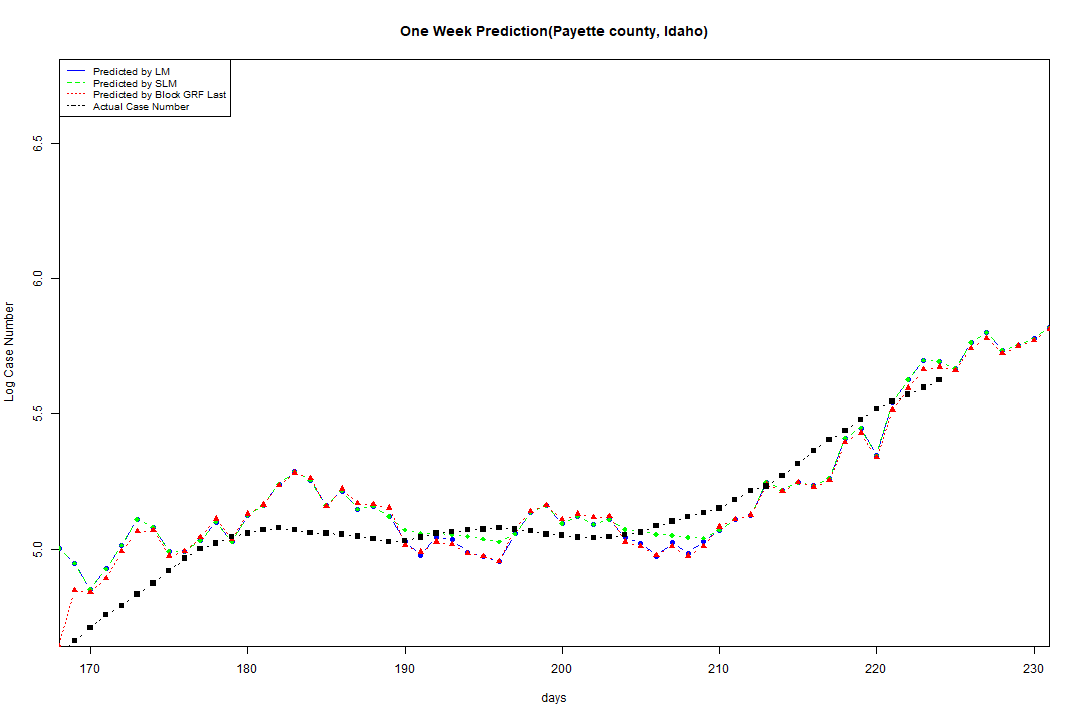 One Week Prediction(Payette county, Idaho)
Predicted by LM
Predicted by SLM
Predicted by Block GRF Last
Actual Case Number
Log Case Number
6.5
6.0
5.5
5.0
170 180 190 200 210 220 230
days